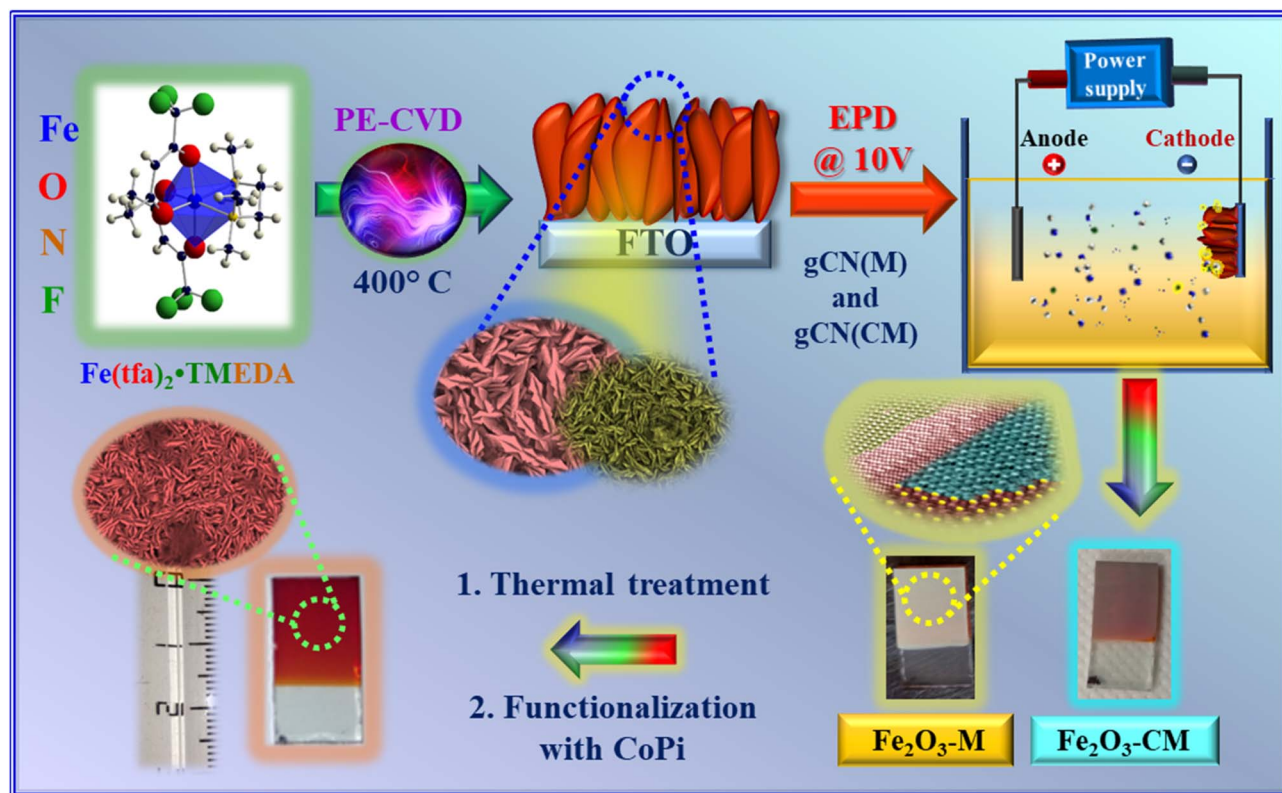 Fe
O
N
F
Fe(tfa)₂•TMEDA
PE-CVD
400° C
FTO
EPD
@ 10V
gCN(M)
and
gCN(CM)
Power
supply
Anode
+
Cathode
-
Fe₂O₃-M
Fe₂O₃-CM
1. Thermal treatment
2. Functionalization
with CoPi